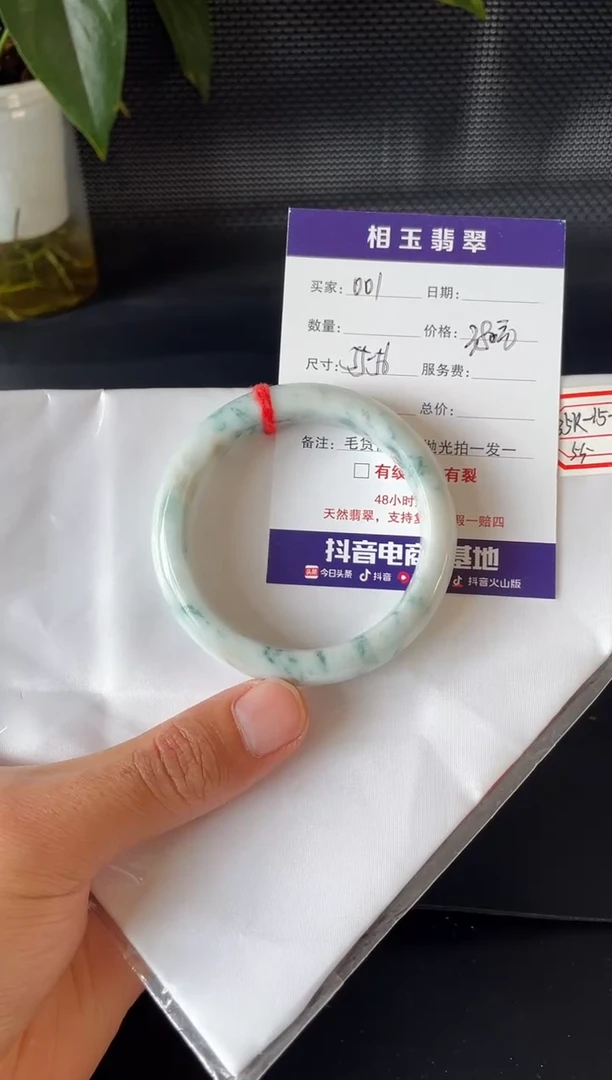 相玉翡翠
买家: 001 日期:
数量: 价格:
尺寸: 服务费:
总价:
备注: 毛货 抛光拍一发一
有纹 有裂
48小时
天然翡翠，支持复 假一赔四
抖音电商 基地
头条 今日头条 抖音 抖音火山版